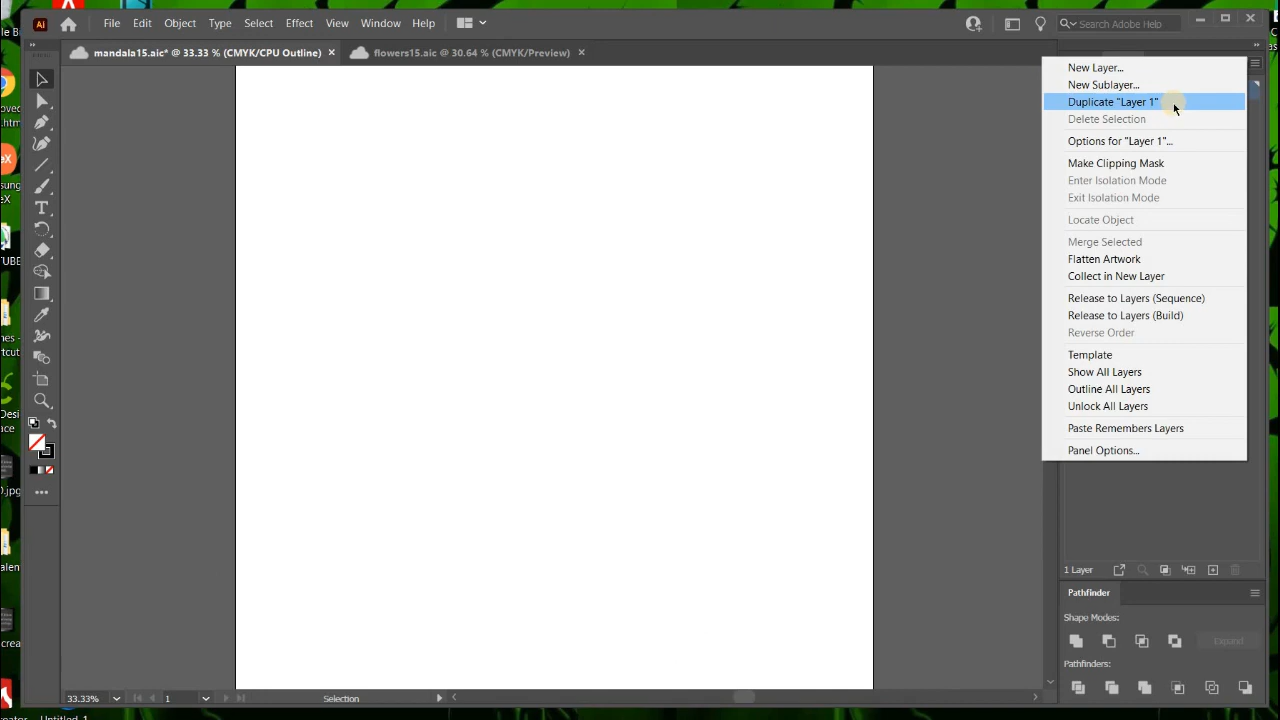 Ai File Edit Object Type Select Effect View Window Help Search Adobe Help
mandala15.aic* @ 33.33 % (CMYK/CPU Outline) × flowers15.aic @ 30.64 % (CMYK/Preview) ×
New Layer...
New Sublayer...
Duplicate "Layer 1"
Delete Selection
Options for "Layer 1"...
Make Clipping Mask
Enter Isolation Mode
Exit Isolation Mode
Locate Object
Merge Selected
Flatten Artwork
Collect in New Layer
Release to Layers (Sequence)
Release to Layers (Build)
Reverse Order
Template
Show All Layers
Outline All Layers
Unlock All Layers
Paste Remembers Layers
Panel Options...
1 Layer
Pathfinder
Shape Modes:
Expand
Pathfinders:
33.33% 1 Selection